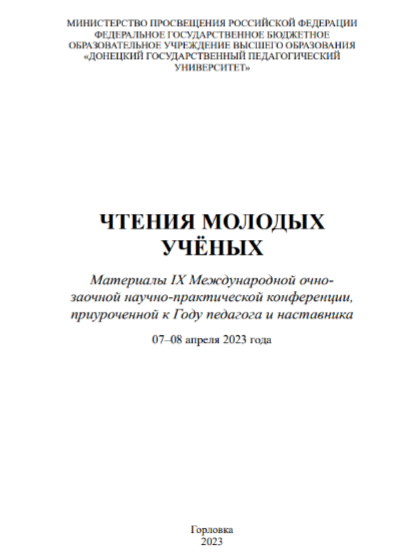 МИНИСТЕРСТВО ПРОСВЕЩЕНИЯ РОССИЙСКОЙ ФЕДЕРАЦИИ
ФЕДЕРАЛЬНОЕ ГОСУДАРСТВЕННОЕ БЮДЖЕТНОЕ
ОБРАЗОВАТЕЛЬНОЕ УЧРЕЖДЕНИЕ ВЫСШЕГО ОБРАЗОВАНИЯ
«ДОНЕЦКИЙ ГОСУДАРСТВЕННЫЙ ПЕДАГОГИЧЕСКИЙ
УНИВЕРСИТЕТ»
ЧТЕНИЯ МОЛОДЫХ
УЧЁНЫХ
Материалы IX Международной очно-
заочной научно-практической конференции,
приуроченной к Году педагога и наставника
07–08 апреля 2023 года
Горловка
2023